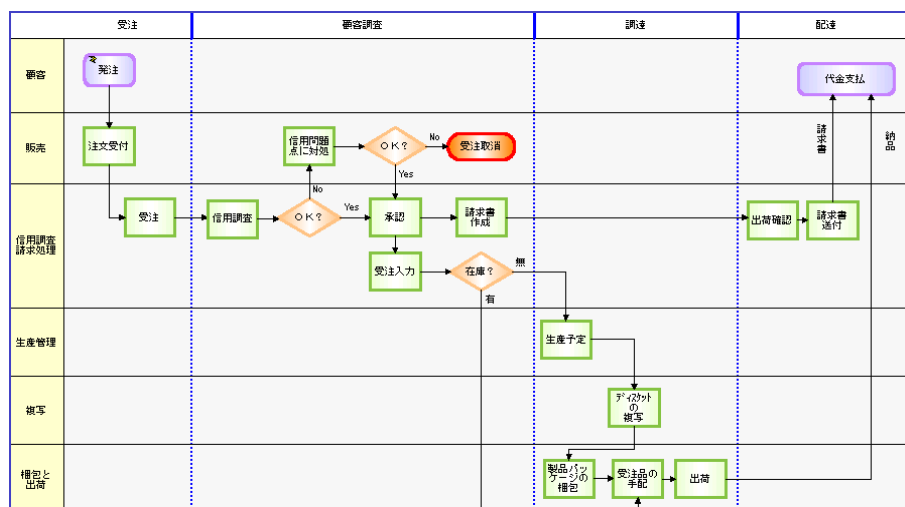 受注
顧客調査
調達
配達
顧客
発注
代金支払
販売
注文受付
信用問題
点に対処
OK?
No
受注取消
請求書
納品
Yes
No
信用調査
請求処理
受注
信用調査
OK?
Yes
承認
請求書
作成
出荷確認
請求書
送付
受注入力
在庫?
無
有
生産管理
生産予定
複写
ディスケット
の
複写
梱包と
出荷
製品パッ
ケージの
梱包
受注品の
手配
出荷